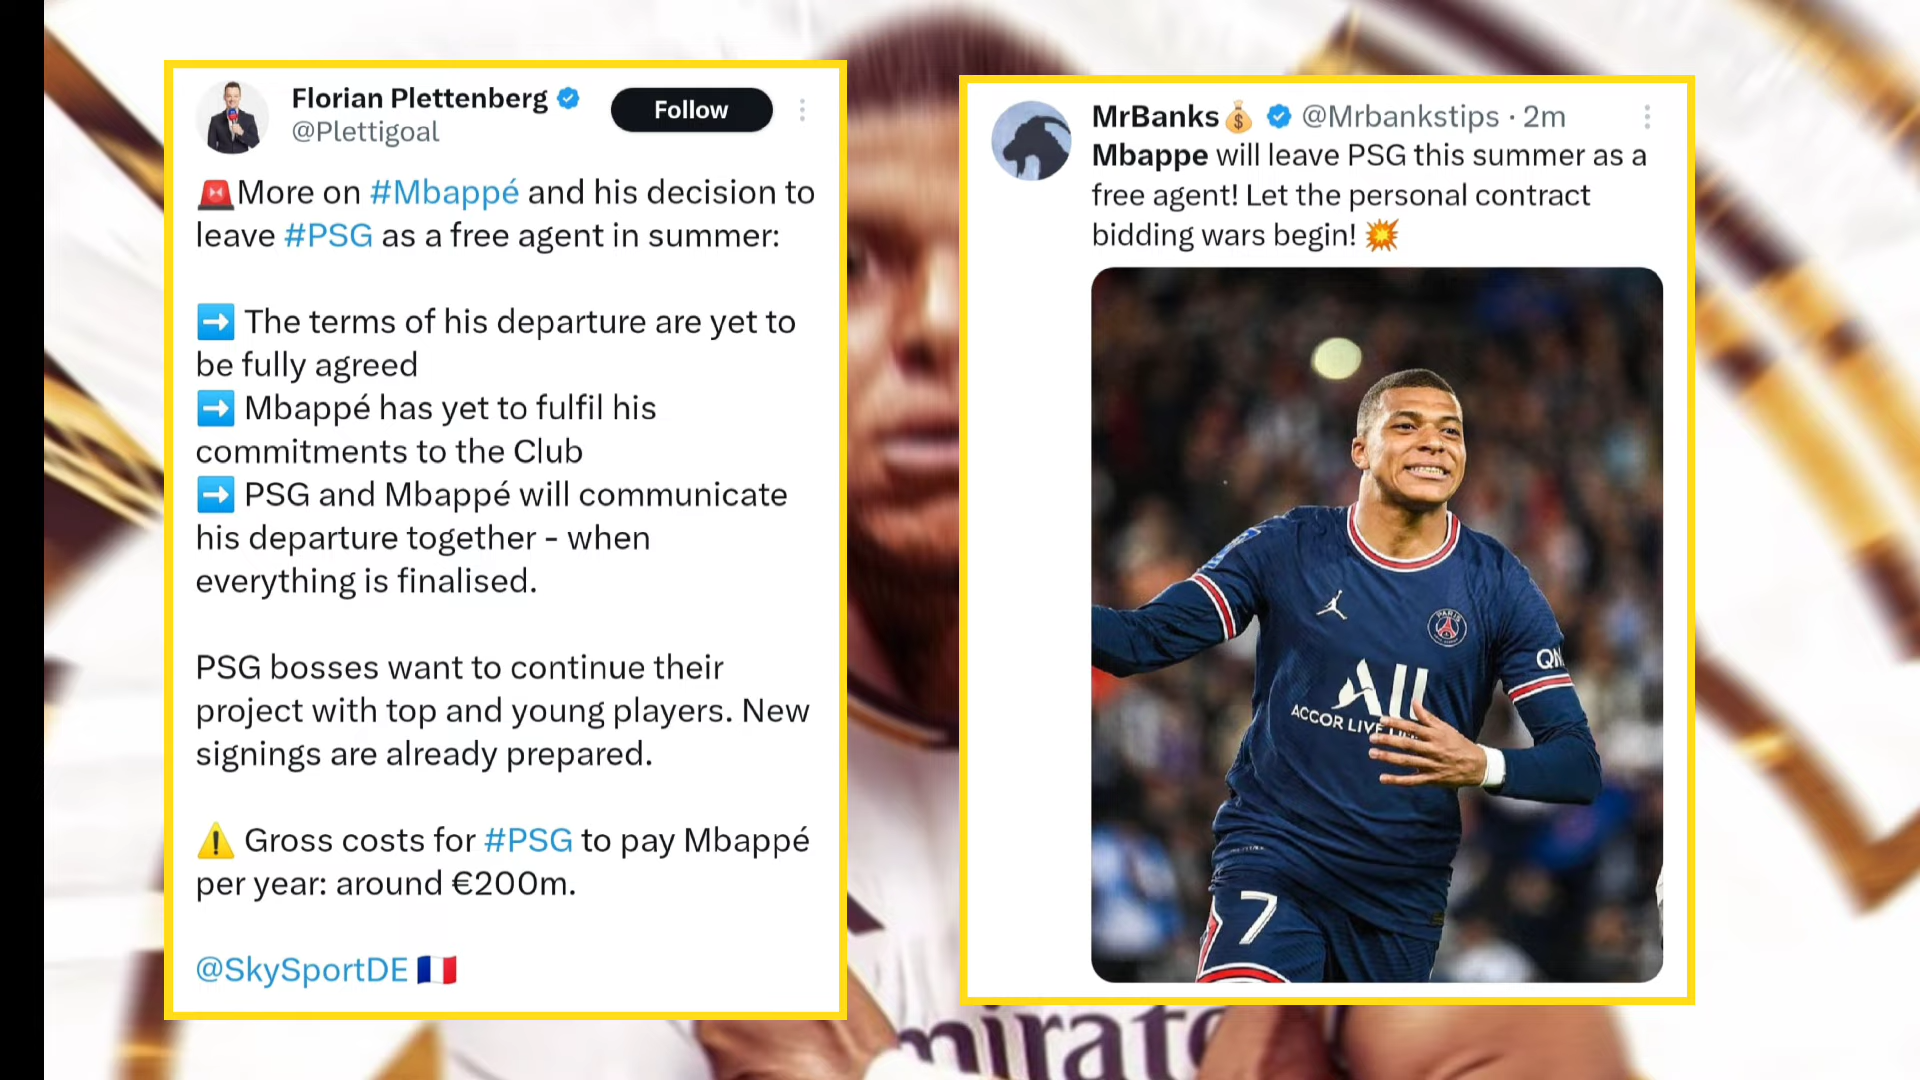 Florian Plettenberg
Follow
@Plettigoal
🚨More on #Mbappé and his decision to
leave #PSG as a free agent in summer:
➡️ The terms of his departure are yet to
be fully agreed
➡️ Mbappé has yet to fulfil his
commitments to the Club
➡️ PSG and Mbappé will communicate
his departure together - when
everything is finalised.
PSG bosses want to continue their
project with top and young players. New
signings are already prepared.
⚠️ Gross costs for #PSG to pay Mbappé
per year: around €200m.
@SkySportDE 🇫🇷
MrBanks💰 @Mrbankstips · 2m
Mbappe will leave PSG this summer as a
free agent! Let the personal contract
bidding wars begin! 💥
PARIS
QN
ALL
ACCOR LIVE
7
mirate